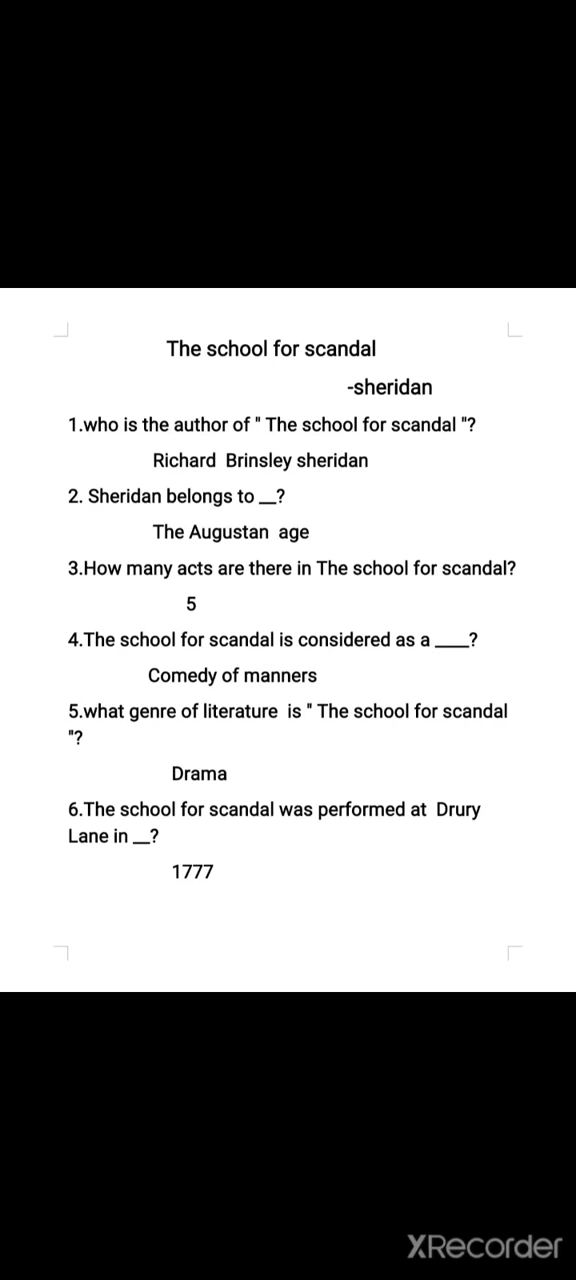 The school for scandal
-sheridan
1.who is the author of " The school for scandal "?
Richard Brinsley sheridan
2. Sheridan belongs to __?
The Augustan age
3.How many acts are there in The school for scandal?
5
4.The school for scandal is considered as a ____?
Comedy of manners
5.what genre of literature is " The school for scandal
"?
Drama
6.The school for scandal was performed at Drury
Lane in __?
1777
XRecorder